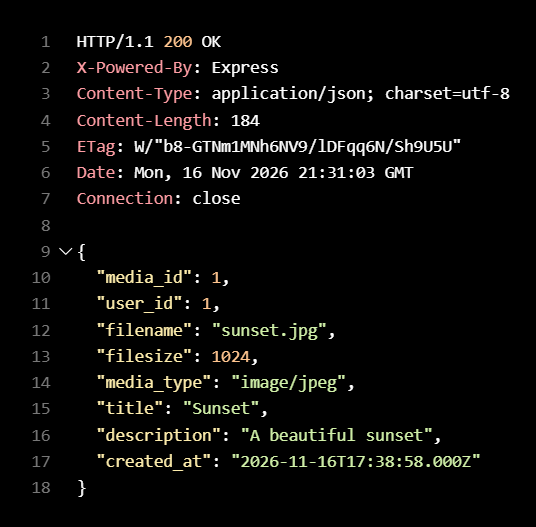 1 HTTP/1.1 200 OK
2 X-Powered-By: Express
3 Content-Type: application/json; charset=utf-8
4 Content-Length: 184
5 ETag: W/"b8-GTNm1MNh6NV9/lDFqq6N/Sh9U5U"
6 Date: Mon, 16 Nov 2026 21:31:03 GMT
7 Connection: close
8
9 {
10 "media_id": 1,
11 "user_id": 1,
12 "filename": "sunset.jpg",
13 "filesize": 1024,
14 "media_type": "image/jpeg",
15 "title": "Sunset",
16 "description": "A beautiful sunset",
17 "created_at": "2026-11-16T17:38:58.000Z"
18 }